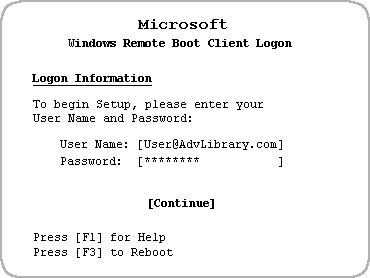 Microsoft
Windows Remote Boot Client Logon
Logon Information
To begin Setup, please enter your
User Name and Password:
User Name: [User@AdvLibrary.com]
Password: [******** ]
[Continue]
Press [F1] for Help
Press [F3] to Reboot